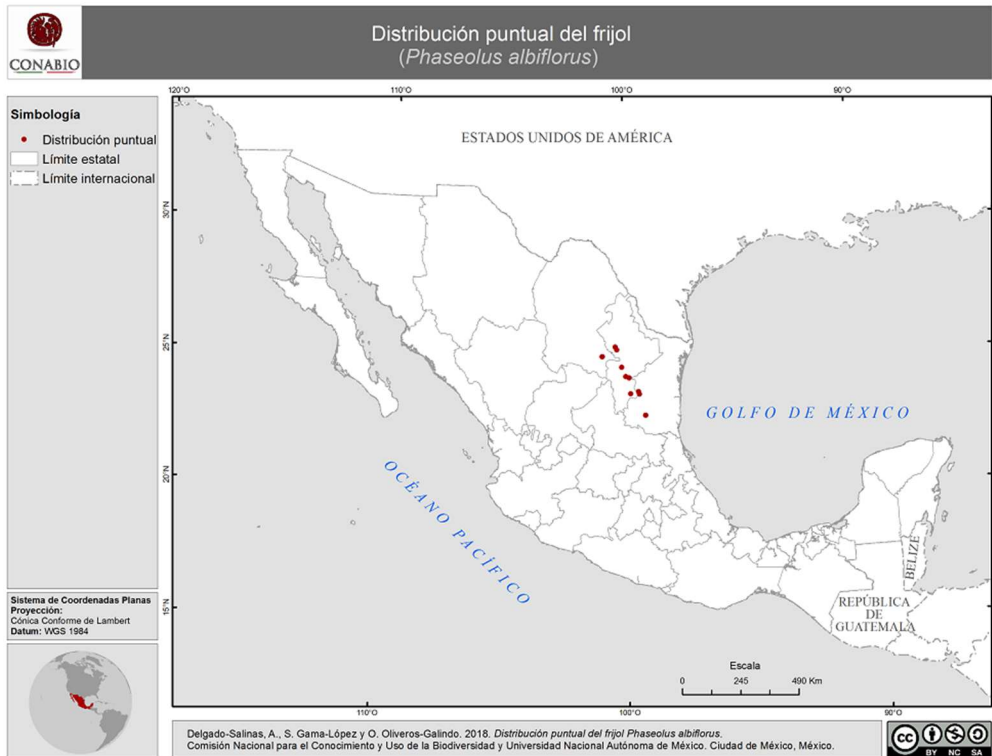 CONABIO
Distribución puntual del frijol
(Phaseolus albiflorus)
Simbología
Distribución puntual
Límite estatal
Límite internacional
Sistema de Coordenadas Planas
Proyección:
Cónica Conforme de Lambert
Datum: WGS 1984
120°O 110°O 100°O 90°O
30°N
25°N
20°N
15°N
ESTADOS UNIDOS DE AMÉRICA
GOLFO DE MÉXICO
OCÉANO PACÍFICO
BELIZE
REPÚBLICA
DE
GUATEMALA
Escala
0 245 490 Km
110°O 100°O 90°O
Delgado-Salinas, A., S. Gama-López y O. Oliveros-Galindo. 2018. Distribución puntual del frijol Phaseolus albiflorus.
Comisión Nacional para el Conocimiento y Uso de la Biodiversidad y Universidad Nacional Autónoma de México. Ciudad de México, México.
cc
BY NC SA